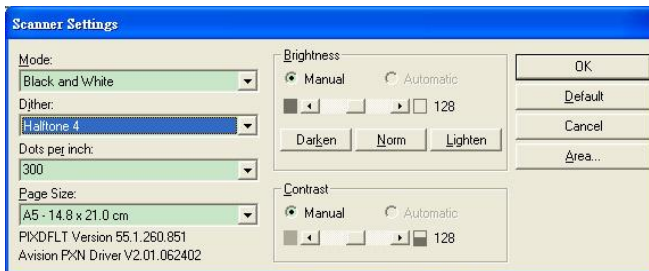 Scanner Settings
Mode:
Black and White
Dither:
Halftone 4
Dots per inch:
300
Page Size:
A5 - 14.8 x 21.0 cm
PIXDFLT Version 55.1.260.851
Avision PXN Driver V2.01.062402
Brightness
Manual Automatic
128
Darken Norm Lighten
Contrast
Manual Automatic
128
OK
Default
Cancel
Area...